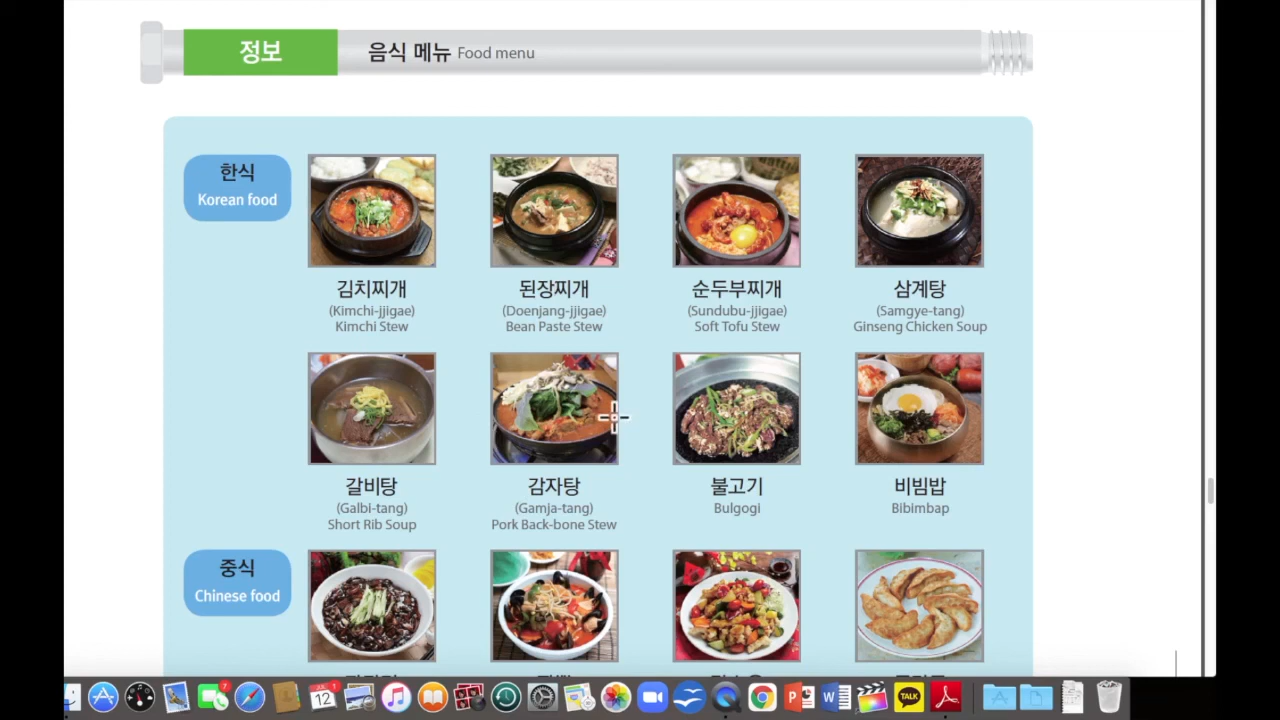 정보
음식 메뉴 Food menu
한식
Korean food
김치찌개
(Kimchi-jjigae)
Kimchi Stew
된장찌개
(Doenjang-jjigae)
Bean Paste Stew
순두부찌개
(Sundubu-jjigae)
Soft Tofu Stew
삼계탕
(Samgye-tang)
Ginseng Chicken Soup
갈비탕
(Galbi-tang)
Short Rib Soup
감자탕
(Gamja-tang)
Pork Back-bone Stew
불고기
Bulgogi
비빔밥
Bibimbap
중식
Chinese food
12
TALK